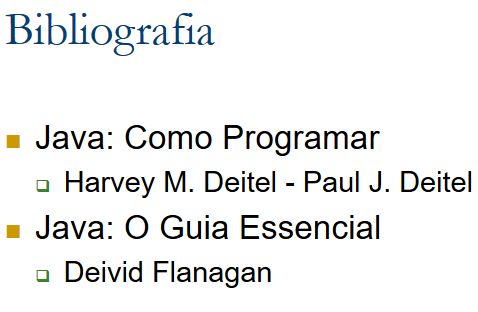 Bibliografia
Java: Como Programar
Harvey M. Deitel - Paul J. Deitel
Java: O Guia Essencial
Deivid Flanagan